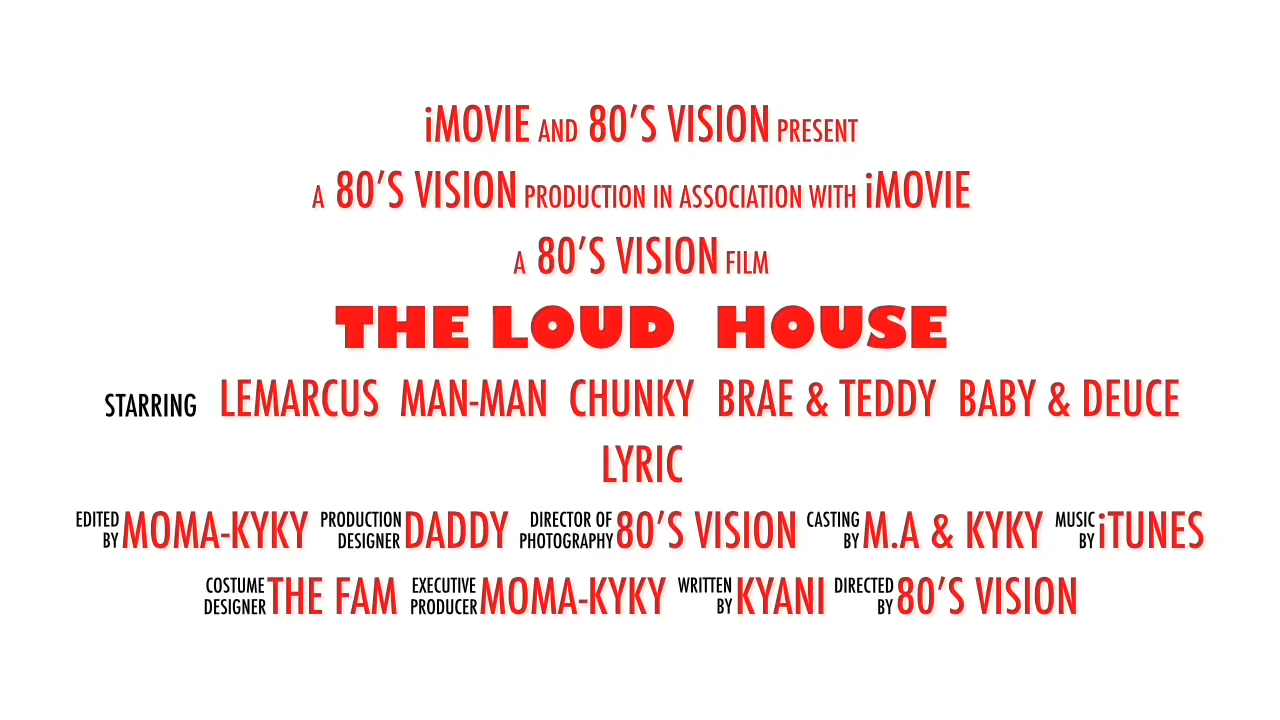 iMOVIE AND 80'S VISION PRESENT
A 80'S VISION PRODUCTION IN ASSOCIATION WITH iMOVIE
A 80'S VISION FILM
THE LOUD HOUSE
STARRING LEMARCUS MAN-MAN CHUNKY BRAE & TEDDY BABY & DEUCE
LYRIC
EDITED BY MOMA-KYKY PRODUCTION DESIGNER DADDY DIRECTOR OF PHOTOGRAPHY 80'S VISION CASTING BY M.A & KYKY MUSIC BY iTUNES
COSTUME DESIGNER THE FAM EXECUTIVE PRODUCER MOMA-KYKY WRITTEN BY KYANI DIRECTED BY 80'S VISION